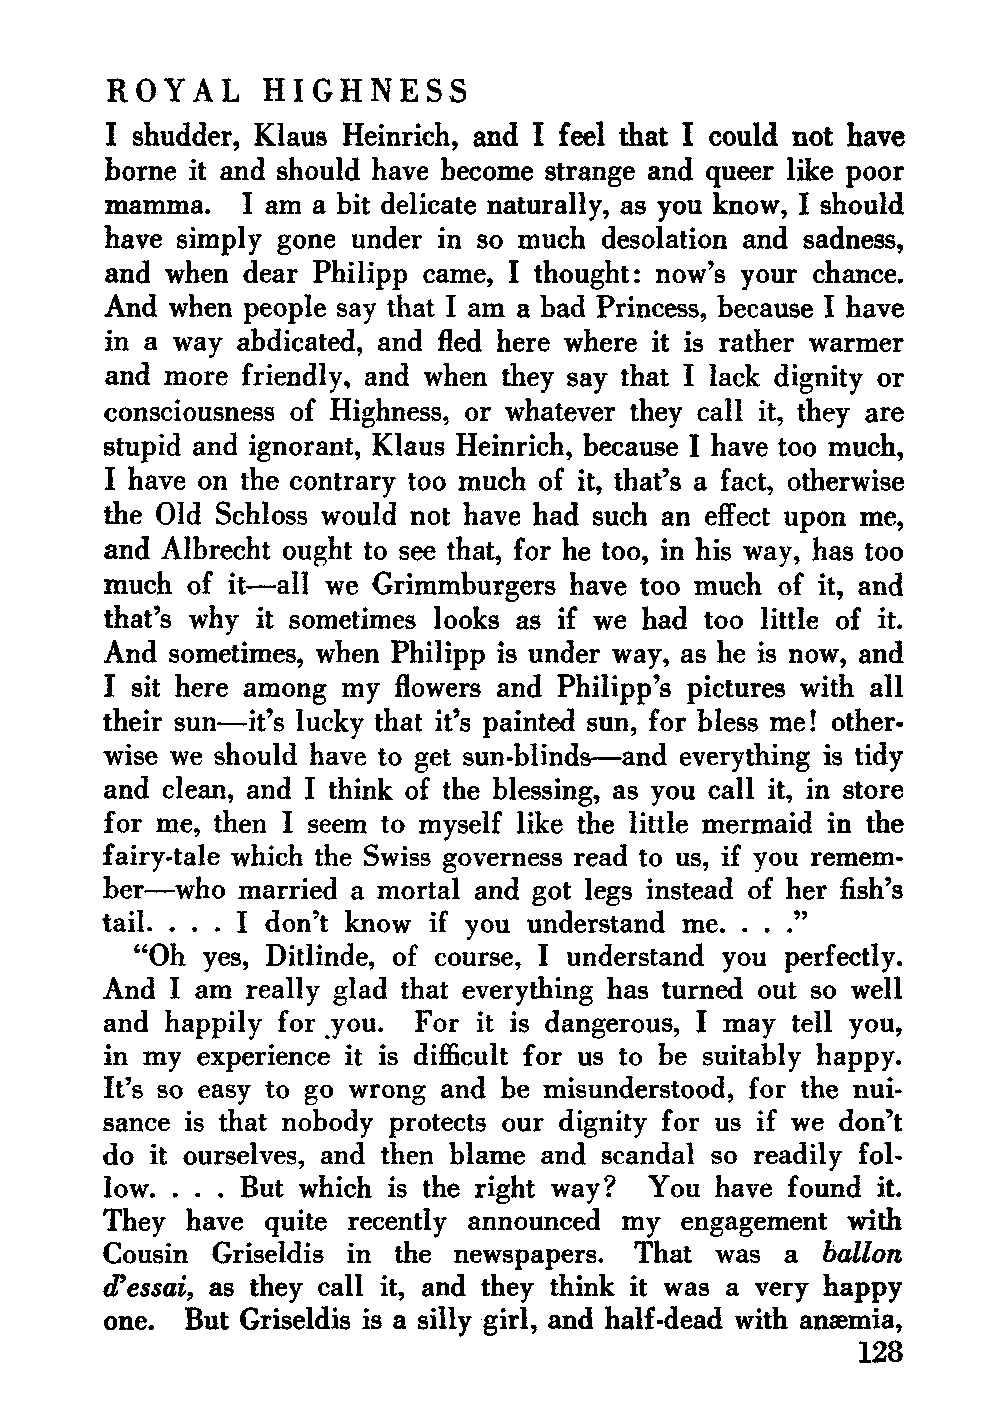 ROYAL HIGHNESS
I shudder, Klaus Heinrich, and I feel that I could not have
borne it and should have become strange and queer like poor
mamma. I am a bit delicate naturally, as you know, I should
have simply gone under in so much desolation and sadness,
and when dear Philipp came, I thought: now's your chance.
And when people say that I am a bad Princess, because I have
in a way abdicated, and fled here where it is rather warmer
and more friendly, and when they say that I lack dignity or
consciousness of Highness, or whatever they call it, they are
stupid and ignorant, Klaus Heinrich, because I have too much,
I have on the contrary too much of it, that's a fact, otherwise
the Old Schloss would not have had such an effect upon me,
and Albrecht ought to see that, for he too, in his way, has too
much of it—all we Grimmburgers have too much of it, and
that's why it sometimes looks as if we had too little of it.
And sometimes, when Philipp is under way, as he is now, and
I sit here among my flowers and Philipp's pictures with all
their sun—it's lucky that it's painted sun, for bless me! other-
wise we should have to get sun-blinds—and everything is tidy
and clean, and I think of the blessing, as you call it, in store
for me, then I seem to myself like the little mermaid in the
fairy-tale which the Swiss governess read to us, if you remem-
ber—who married a mortal and got legs instead of her fish's
tail. . . . I don't know if you understand me. . . ."
"Oh yes, Ditlinde, of course, I understand you perfectly.
And I am really glad that everything has turned out so well
and happily for you. For it is dangerous, I may tell you,
in my experience it is difficult for us to be suitably happy.
It's so easy to go wrong and be misunderstood, for the nui-
sance is that nobody protects our dignity for us if we don't
do it ourselves, and then blame and scandal so readily fol-
low. . . . But which is the right way? You have found it.
They have quite recently announced my engagement with
Cousin Griseldis in the newspapers. That was a ballon
d'essai, as they call it, and they think it was a very happy
one. But Griseldis is a silly girl, and half-dead with anæmia,
128